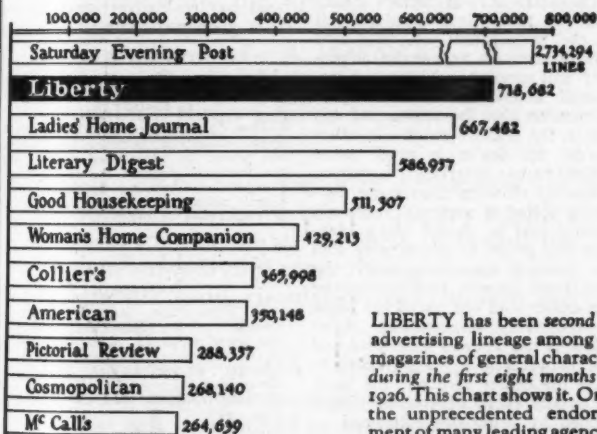 100,000 200,000 300,000 400,000 500,000 600,000 700,000 800,000
Saturday Evening Post 2,734,294
LINES
Liberty 718,682
Ladies' Home Journal 667,482
Literary Digest 586,957
Good Housekeeping 511,307
Woman's Home Companion 429,213
Collier's 365,998
American 350,148
Pictorial Review 288,357
Cosmopolitan 268,140
McCall's 264,639
LIBERTY has been second
advertising lineage among
magazines of general charac
during the first eight months
1926. This chart shows it. On
the unprecedented endor
ment of many leading agenc